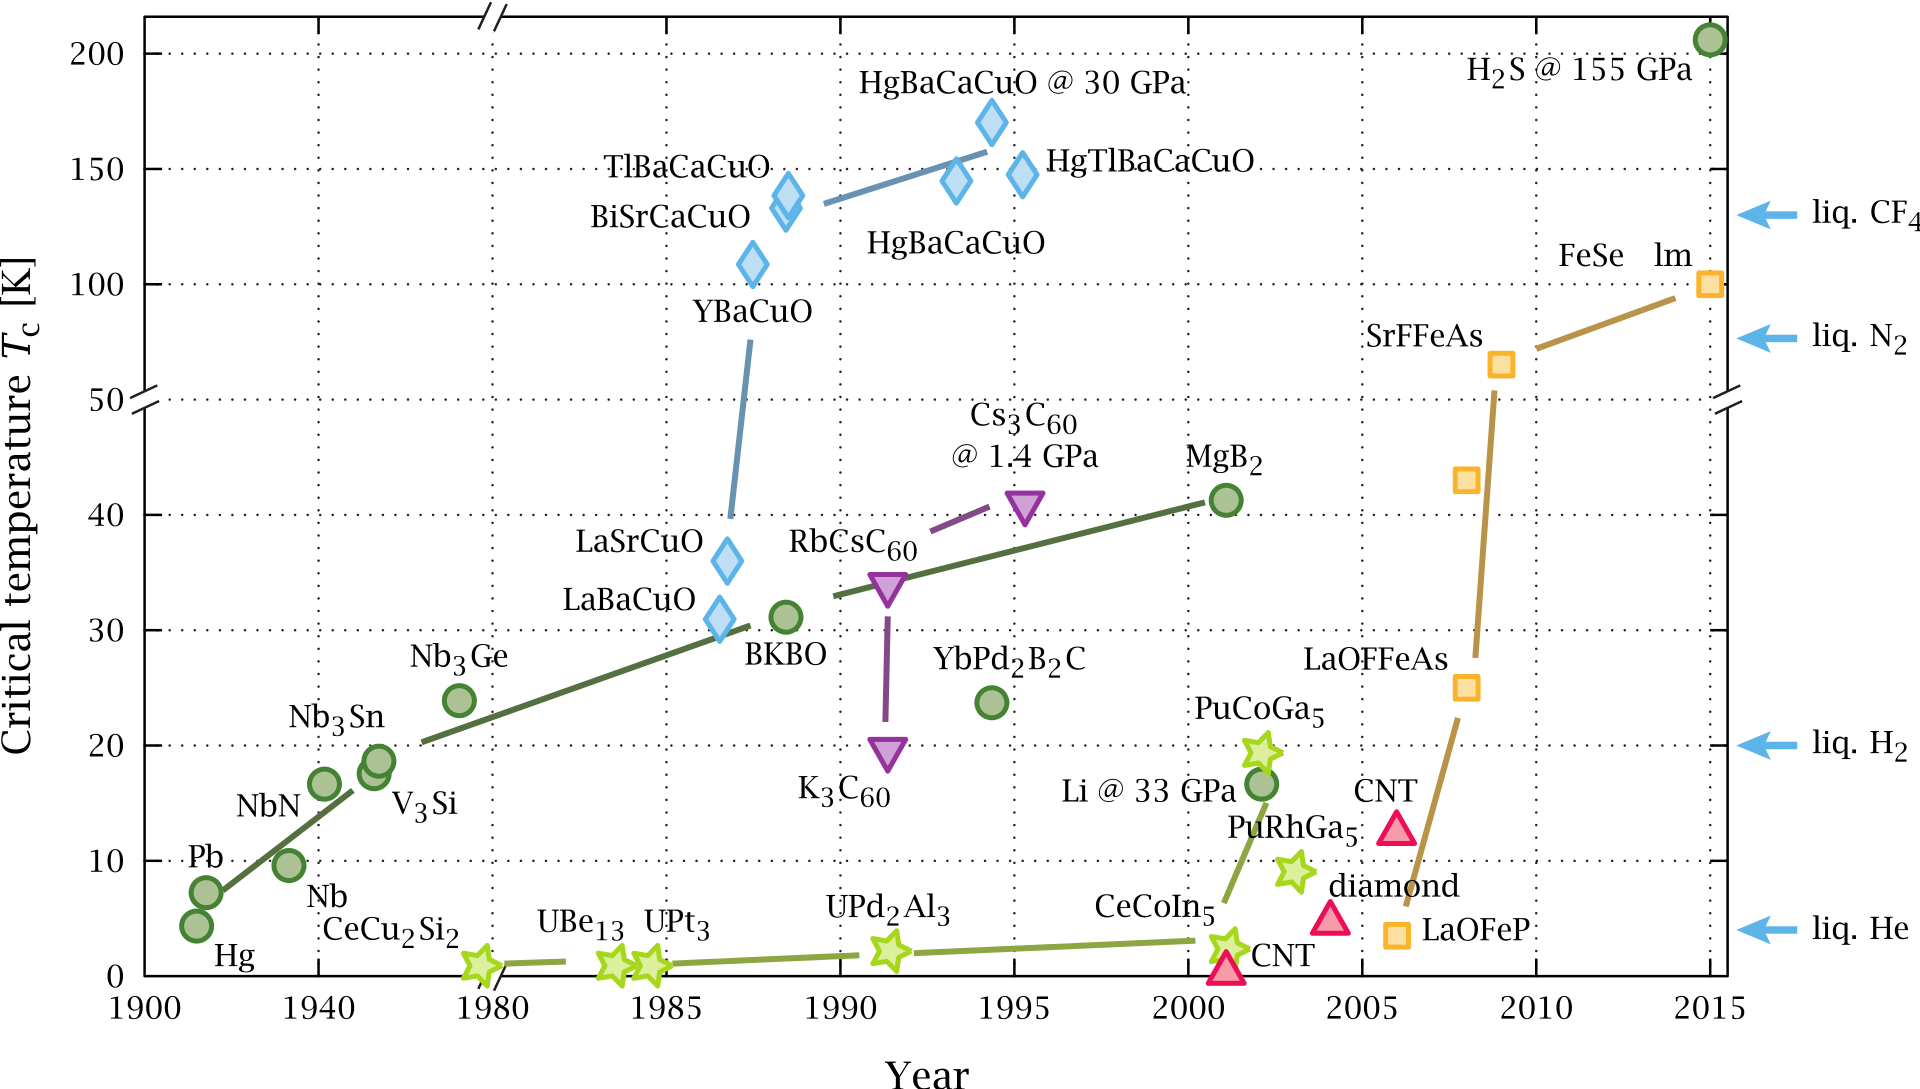 200
HgBaCaCuO @ 30 GPa
H₂S @ 155 GPa
150
TlBaCaCuO
HgTlBaCaCuO
BiSrCaCuO
HgBaCaCuO
liq. CF₄
FeSe lm
100
YBaCuO
SrFFeAs
liq. N₂
50
Cs₃C₆₀
@ 1.4 GPa
MgB₂
40
LaSrCuO
RbCsC₆₀
LaBaCuO
30
BKBO
Nb₃Ge
YbPd₂B₂C
LaOFFeAs
Nb₃Sn
PuCoGa₅
20
liq. H₂
NbN
V₃Si
K₃C₆₀
Li @ 33 GPa
CNT
PuRhGa₅
Pb
10
Nb
diamond
CeCu₂Si₂
UBe₁₃
UPt₃
UPd₂Al₃
CeCoIn₅
LaOFeP
liq. He
Hg
CNT
0
1900
1940
1980
1985
1990
1995
2000
2005
2010
2015
Year
Critical temperature Tc [K]